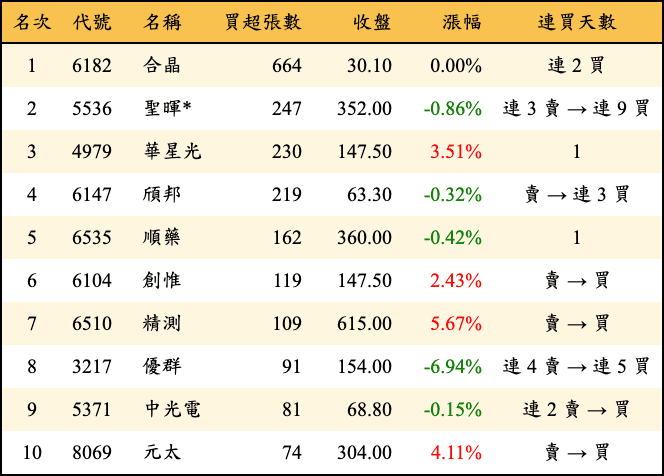 名次 代號 名稱 買超張數 收盤 漲幅 連買天數
1 6182 合晶 664 30.10 0.00% 連 2 買
2 5536 聖暉* 247 352.00 -0.86% 連 3 賣 → 連 9 買
3 4979 華星光 230 147.50 3.51% 1
4 6147 頎邦 219 63.30 -0.32% 賣 → 連 3 買
5 6535 順藥 162 360.00 -0.42% 1
6 6104 創惟 119 147.50 2.43% 賣 → 買
7 6510 精測 109 615.00 5.67% 賣 → 買
8 3217 優群 91 154.00 -6.94% 連 4 賣 → 連 5 買
9 5371 中光電 81 68.80 -0.15% 連 2 賣 → 買
10 8069 元太 74 304.00 4.11% 賣 → 買